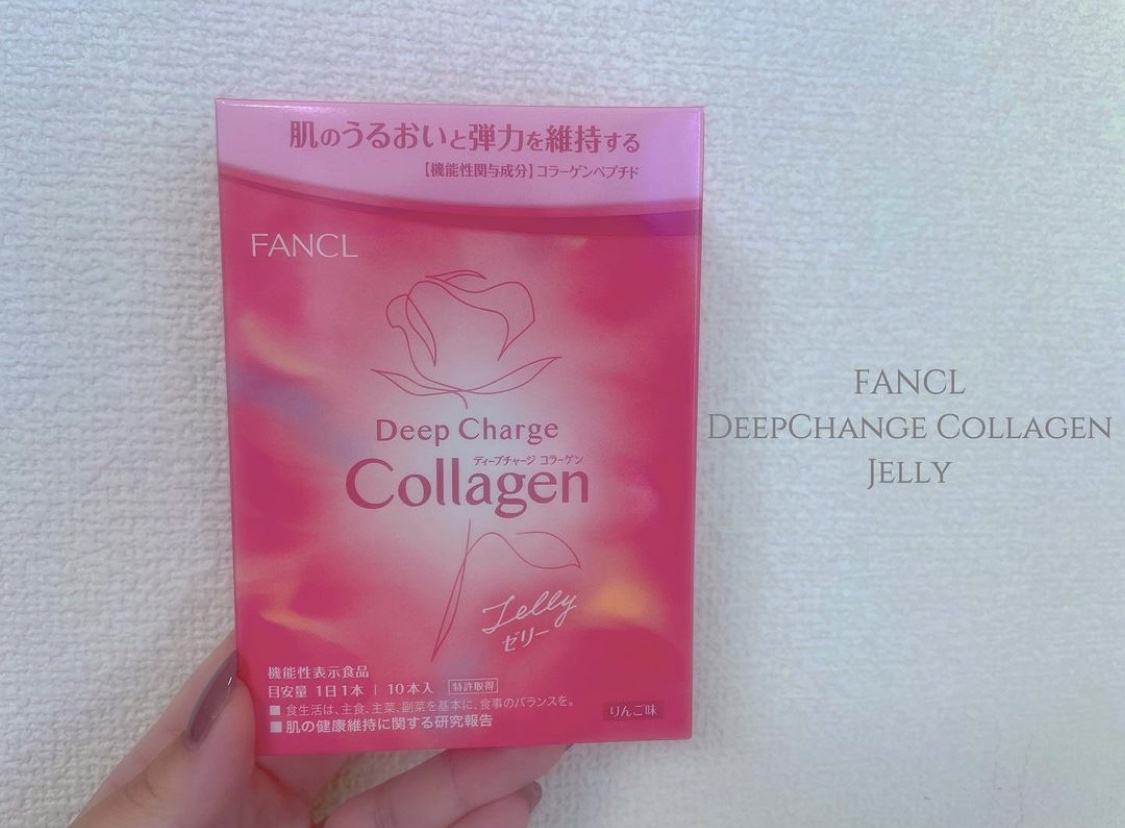 肌のうるおいと弾力を維持する
【機能性関与成分】コラーゲンペプチド
FANCL
Deep Charge
ディープチャージ コラーゲン
Collagen
Jelly
ゼリー
機能性表示食品
目安量 1日1本 | 10本入 特許取得
■ 食生活は、主食、主菜、副菜を基本に、食事のバランスを。
■ 肌の健康維持に関する研究報告
りんご味
FANCL
DEEPCHANGE COLLAGEN
JELLY